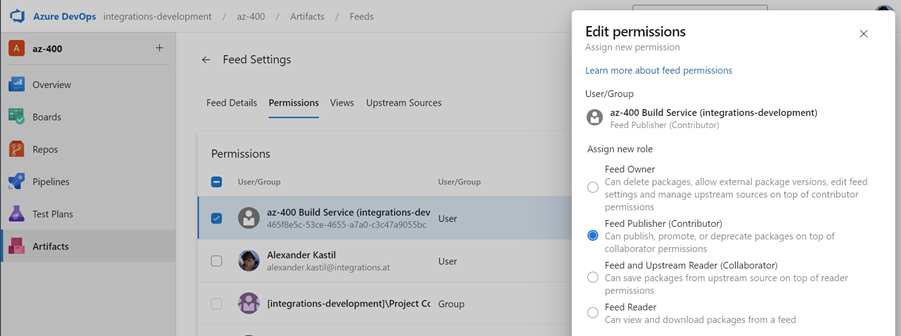 Azure DevOps integrations-development / az-400 / Artifacts / Feeds
A az-400 +
Overview
Boards
Repos
Pipelines
Test Plans
Artifacts
Feed Settings
Feed Details Permissions Views Upstream Sources
Permissions
User/Group User/Group
az-400 Build Service (integrations-dev User
465f8e5c-53ce-4655-a7a0-c3c47a9055bc
Alexander Kastil User
alexander.kastil@integrations.at
[integrations-development]\Project Co Group
Edit permissions
Assign new permission
Learn more about feed permissions
User/Group
az-400 Build Service (integrations-development)
Feed Publisher (Contributor)
Assign new role
Feed Owner
Can delete packages, allow external package versions, edit feed
settings and manage upstream sources on top of contributor
permissions
Feed Publisher (Contributor)
Can publish, promote, or deprecate packages on top of
collaborator permissions
Feed and Upstream Reader (Collaborator)
Can save packages from upstream source on top of reader
permissions
Feed Reader
Can view and download packages from a feed